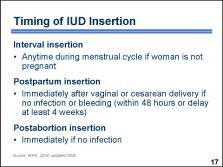 Timing of IUD Insertion
Interval insertion
• Anytime during menstrual cycle if woman is not
pregnant
Postpartum insertion
• Immediately after vaginal or cesarean delivery if
no infection or bleeding (within 48 hours or delay
at least 4 weeks)
Postabortion insertion
• Immediately if no infection
Source: WHO, 2004; updated 2008
17